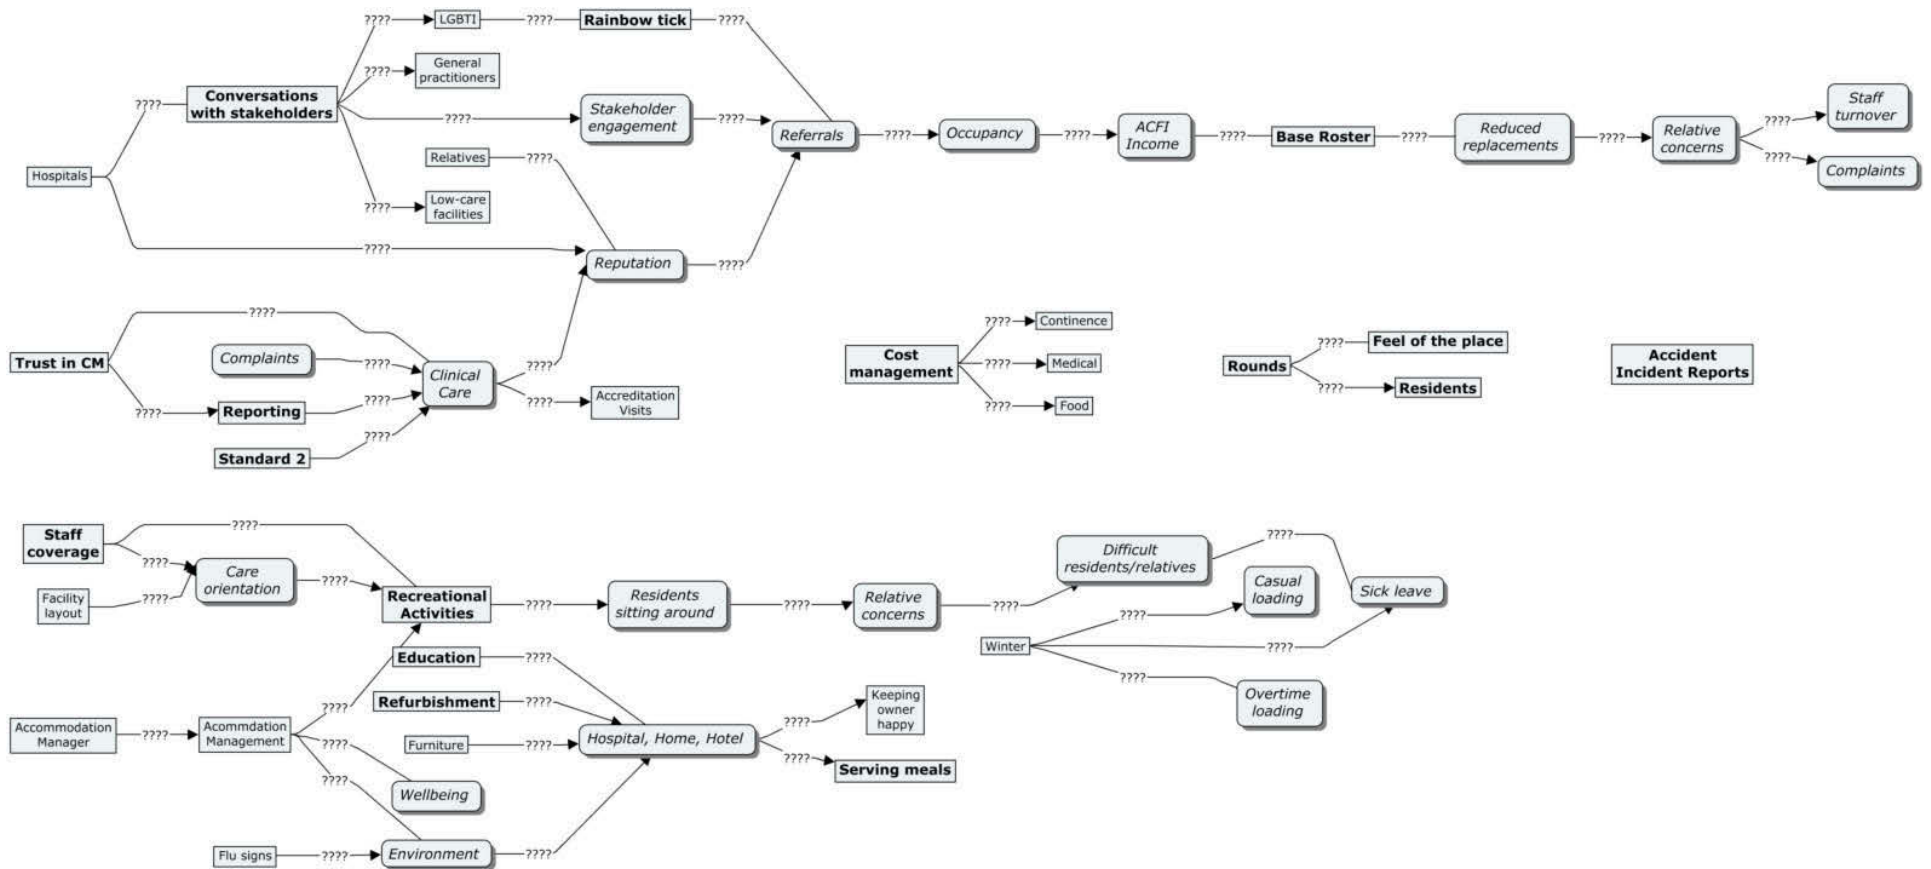 ????
LGBTI
????
Rainbow tick
????
????
General
practitioners
????
Conversations
with stakeholders
????
Stakeholder
engagement
????
Relatives
????
Hospitals
????
Low-care
facilities
????
Reputation
????
Referrals
????
Occupancy
????
ACFI
Income
????
Base Roster
????
Reduced
replacements
????
Relative
concerns
????
Staff
turnover
????
Complaints
????
Trust in CM
Complaints
????
????
Reporting
????
Standard 2
????
Clinical
Care
????
????
Accreditation
Visits
Cost
management
????
Continence
????
Medical
????
Food
Rounds
????
Feel of the place
????
Residents
Accident
Incident Reports
Staff
coverage
????
????
Facility
layout
????
Care
orientation
????
Recreational
Activities
????
Residents
sitting around
????
Relative
concerns
????
Difficult
residents/relatives
????
Casual
loading
Sick leave
Winter
????
????
????
Overtime
loading
Education
????
Refurbishment
????
Furniture
????
Hospital, Home, Hotel
????
Keeping
owner
happy
????
Serving meals
Accommodation
Manager
????
Acommdation
Management
????
????
????
Wellbeing
Flu signs
????
Environment
????